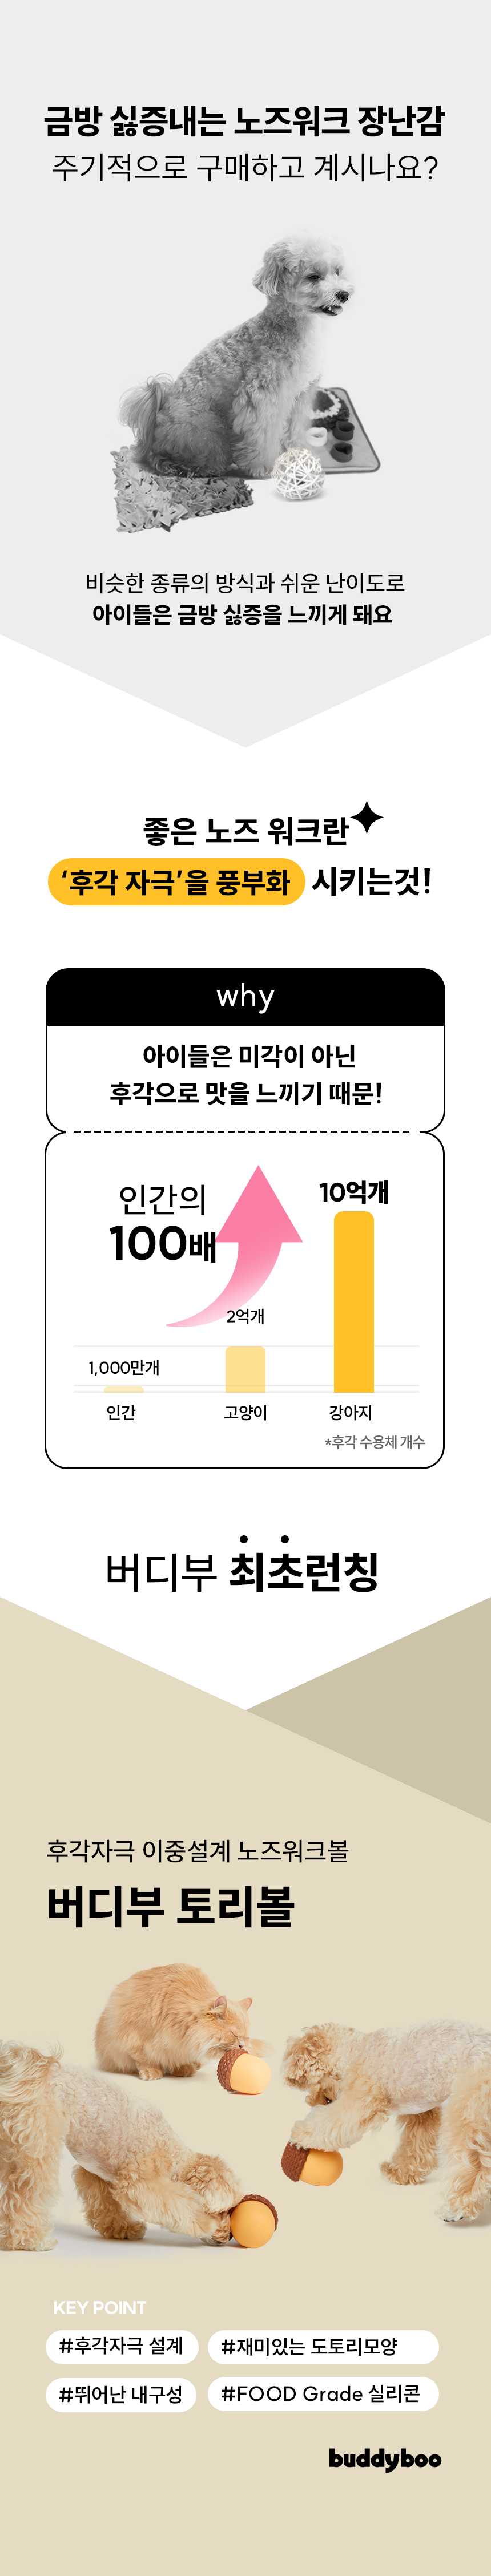 금방 싫증내는 노즈워크 장난감
주기적으로 구매하고 계시나요?
비슷한 종류의 방식과 쉬운 난이도로
아이들은 금방 싫증을 느끼게 돼요
좋은 노즈 워크란
‘후각 자극’을 풍부화 시키는것!
why
아이들은 미각이 아닌
후각으로 맛을 느끼기 때문!
인간의
100배
10억개
2억개
1,000만개
인간 고양이 강아지
*후각 수용체 개수
버디부 최초런칭
후각자극 이중설계 노즈워크볼
버디부 토리볼
KEY POINT
#후각자극 설계 #재미있는 도토리모양
#뛰어난 내구성 #FOOD Grade 실리콘
buddyboo